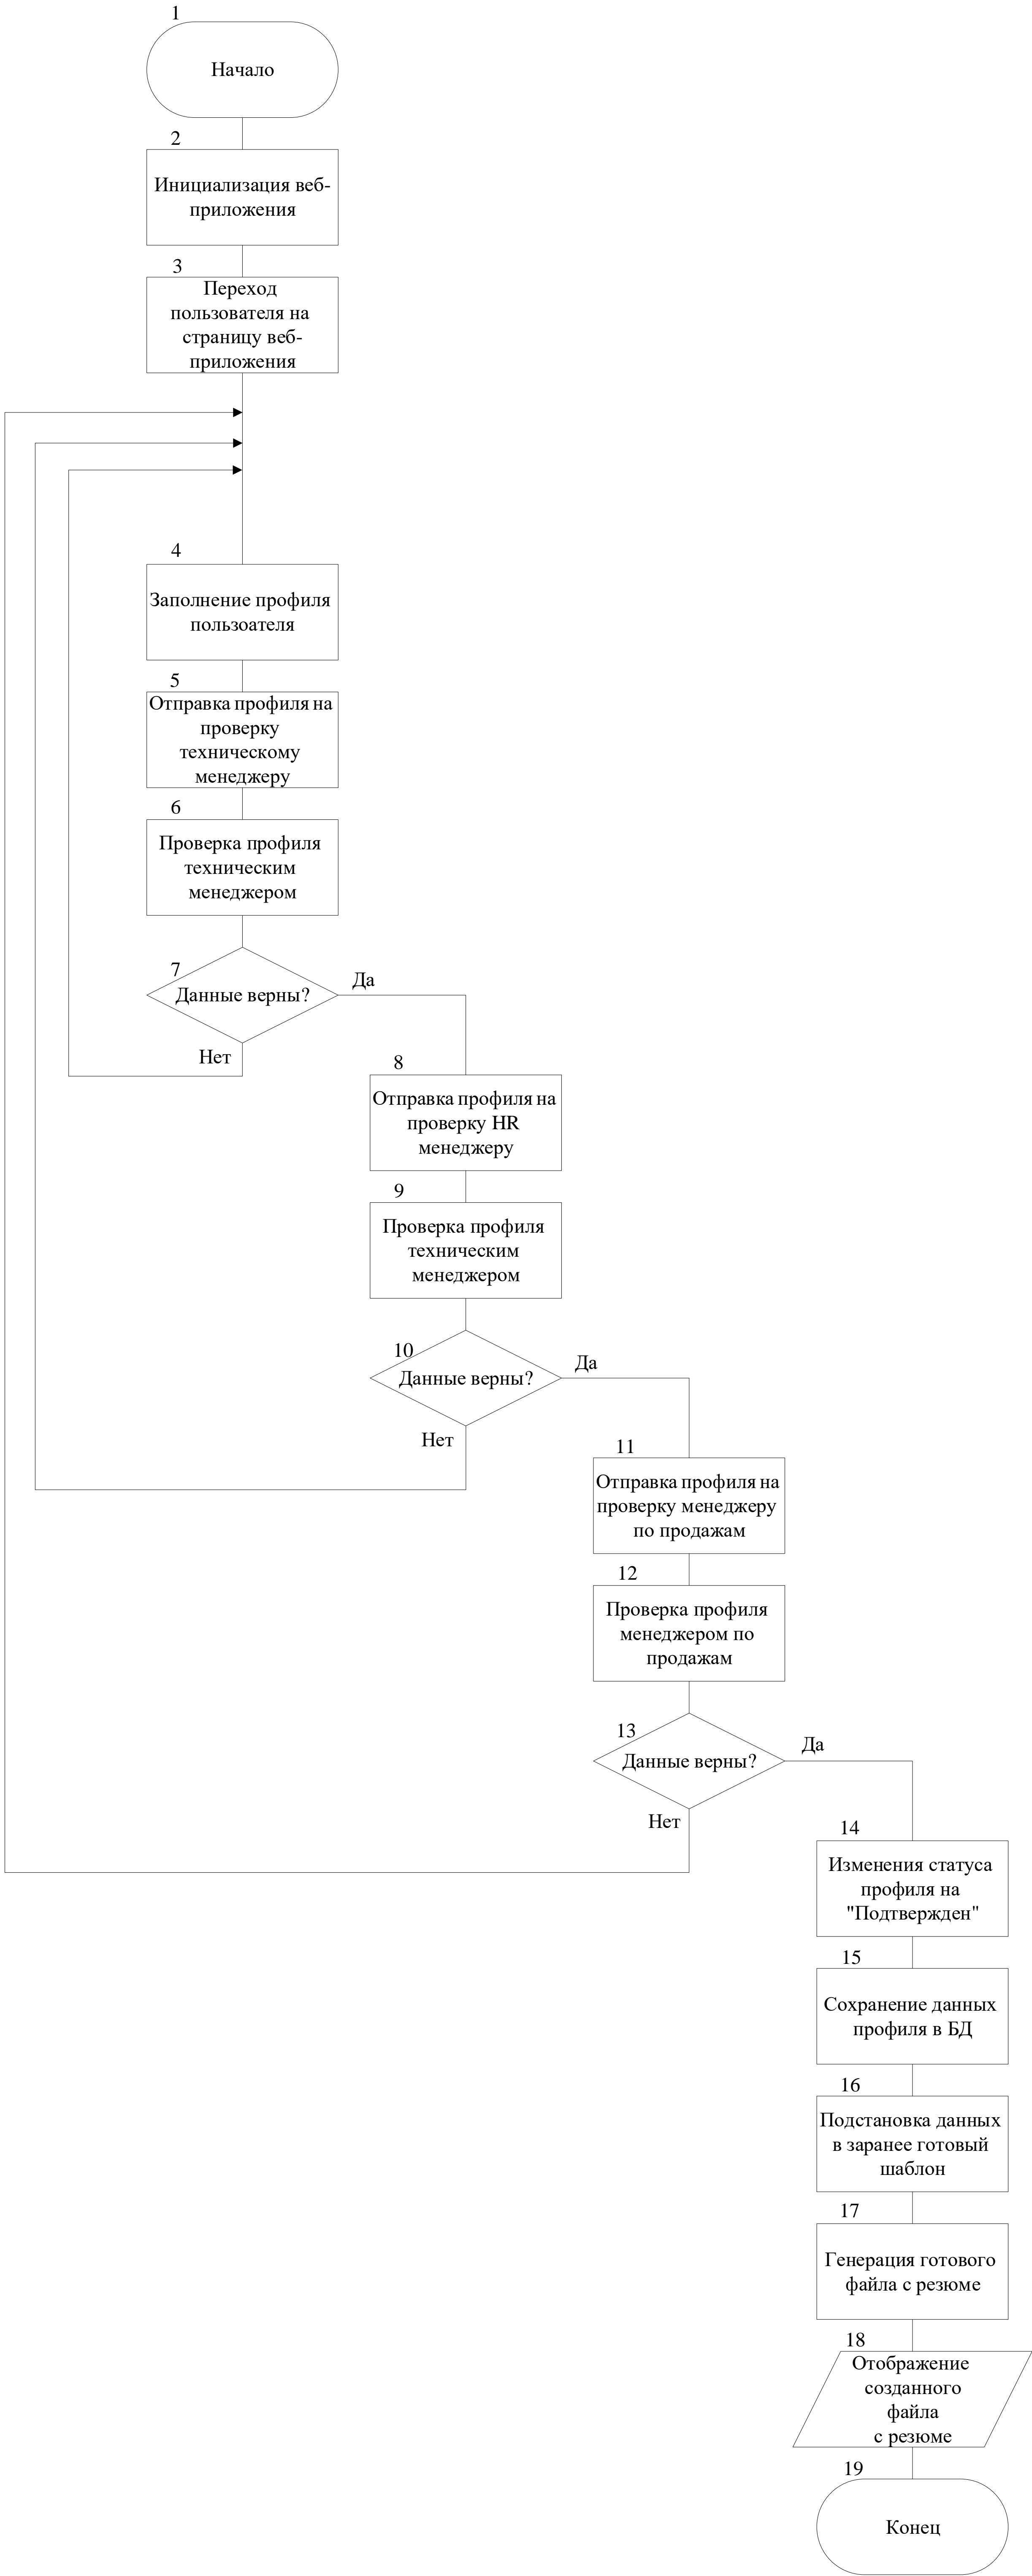 1
Начало
2
Инициализация веб-
приложения
3
Переход
пользователя на
страницу веб-
приложения
4
Заполнение профиля
пользоателя
5
Отправка профиля на
проверку
техническому
менеджеру
6
Проверка профиля
техническим
менеджером
7
Данные верны?
Да
Нет
8
Отправка профиля на
проверку HR
менеджеру
9
Проверка профиля
техническим
менеджером
10
Данные верны?
Да
Нет
11
Отправка профиля на
проверку менеджеру
по продажам
12
Проверка профиля
менеджером по
продажам
13
Данные верны?
Да
Нет
14
Изменения статуса
профиля на
"Подтвержден"
15
Сохранение данных
профиля в БД
16
Подстановка данных
в заранее готовый
шаблон
17
Генерация готового
файла с резюме
18
Отображение
созданного
файла
с резюме
19
Конец